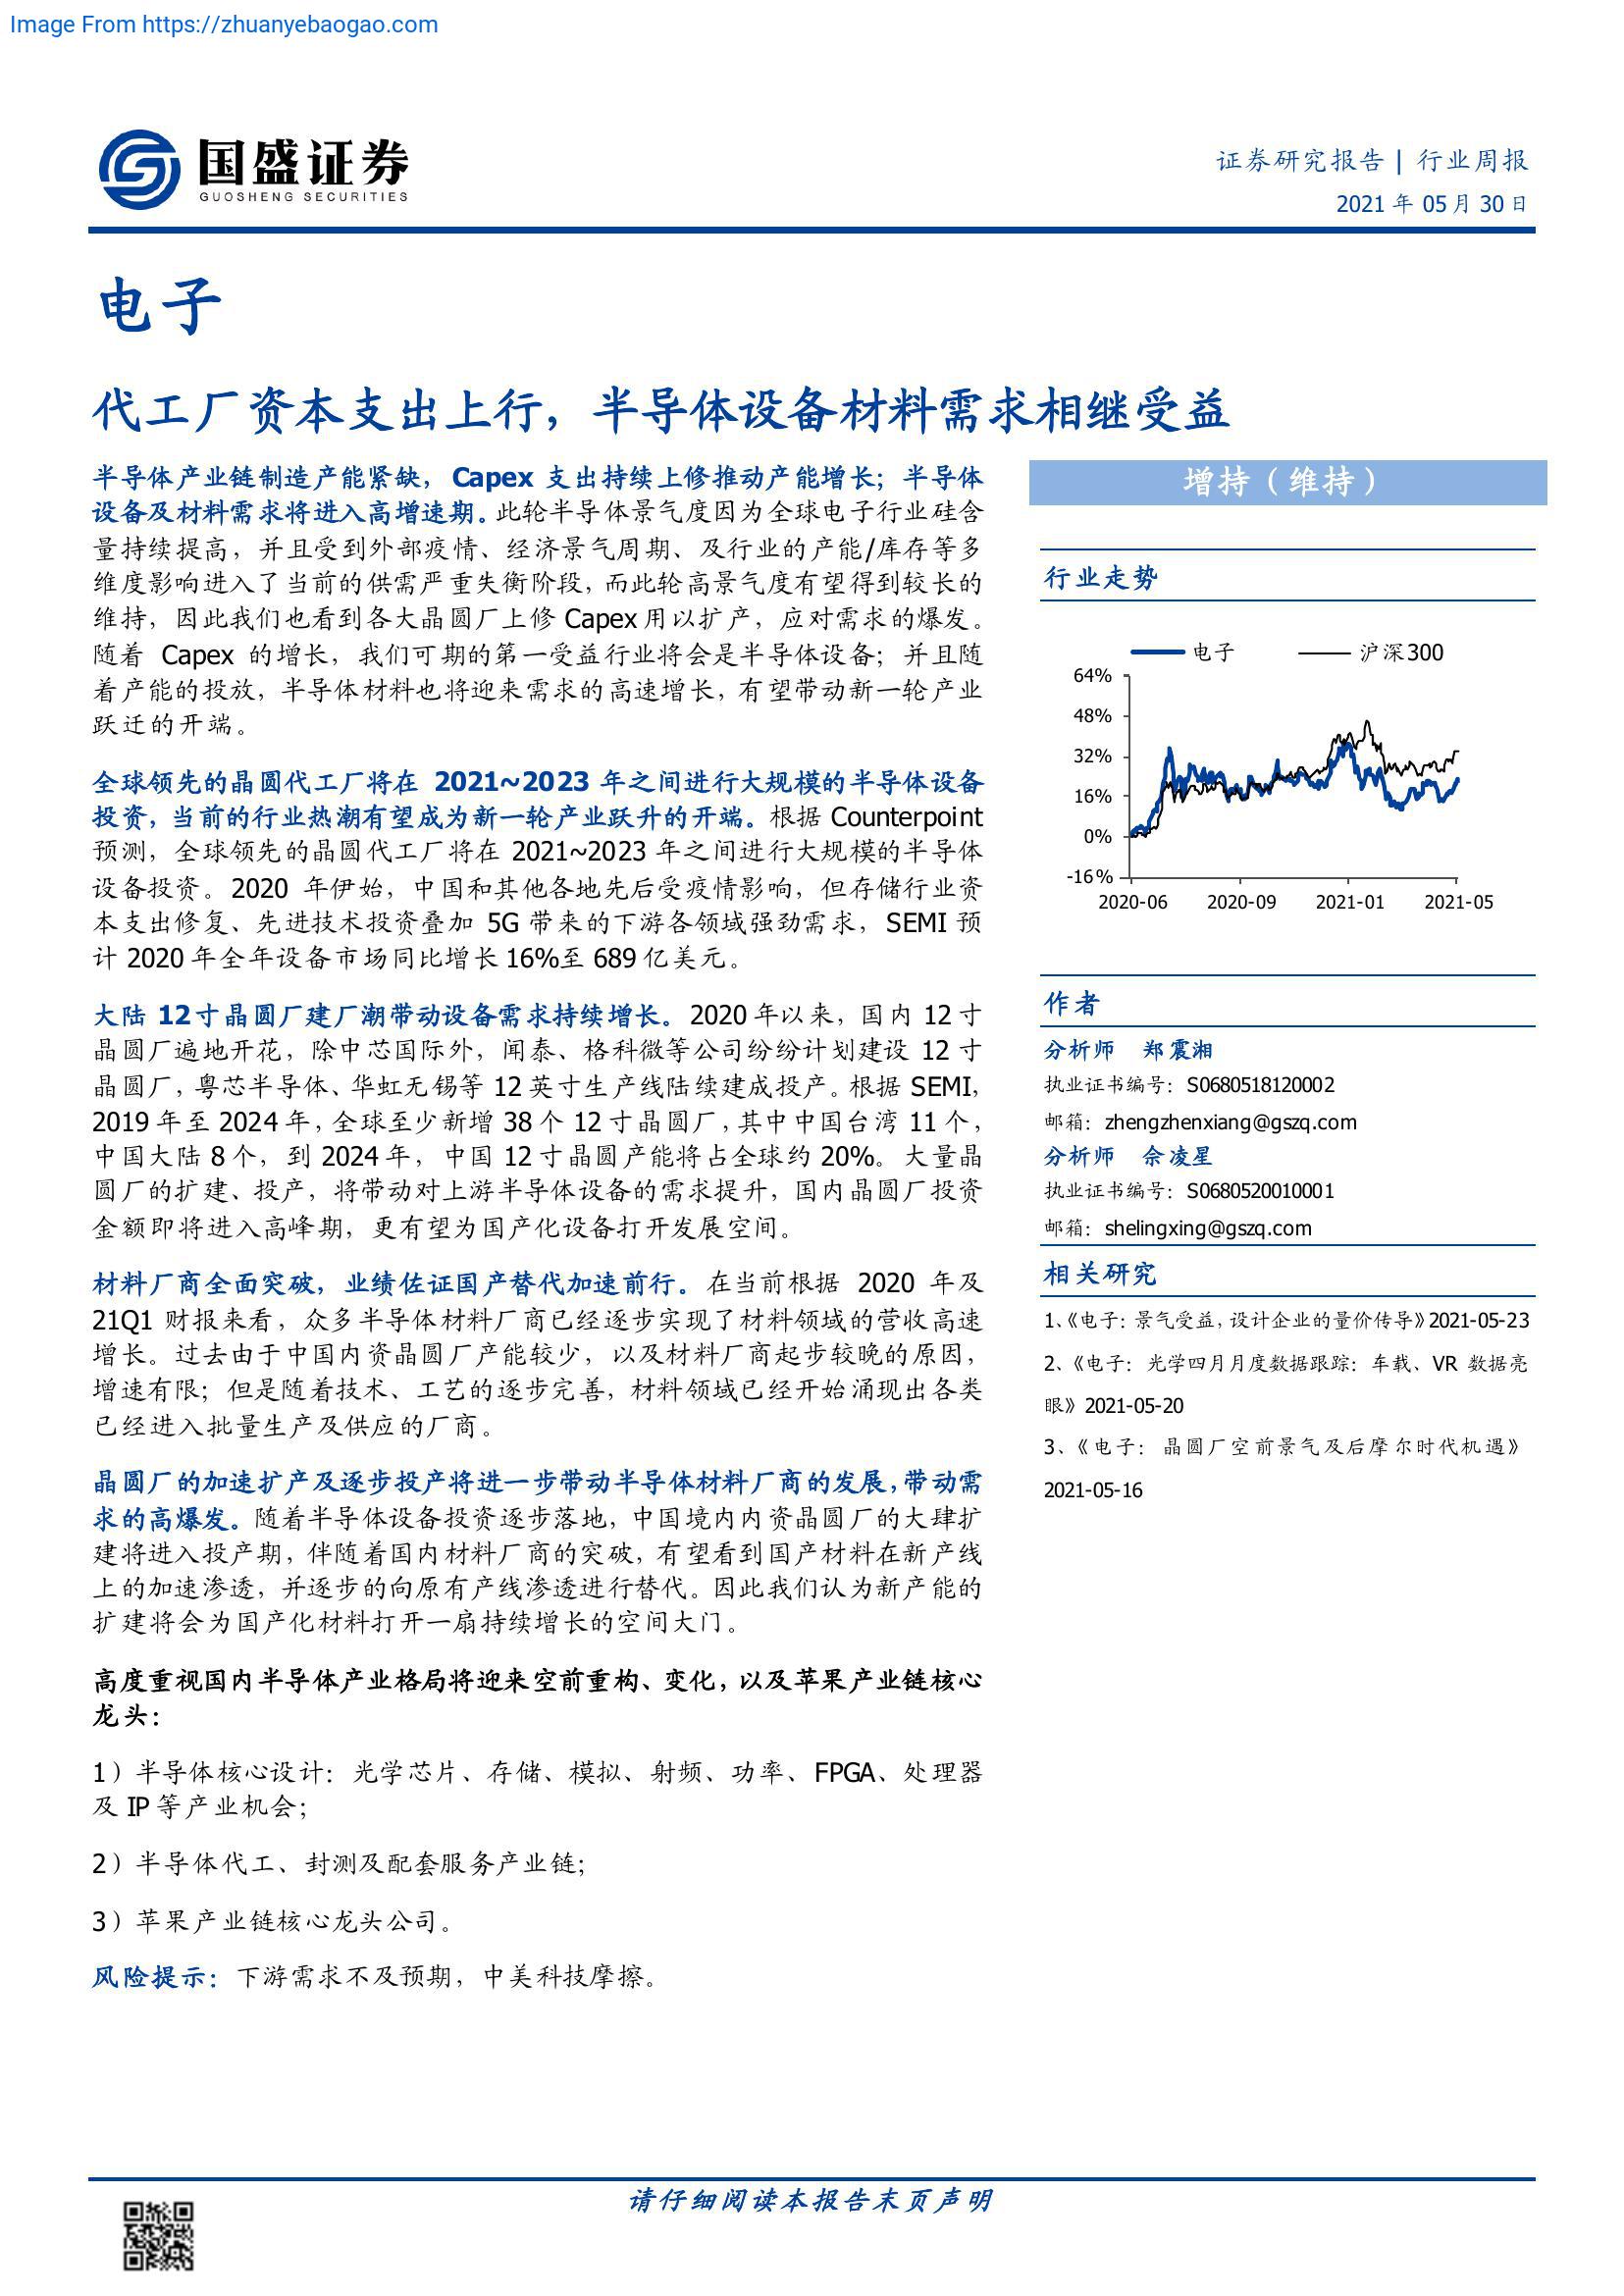 Image From https://zhuanyebaogao.com
国盛证券
GUOSHENG SECURITIES
证券研究报告 | 行业周报
2021 年 05 月 30 日
电子
代工厂资本支出上行，半导体设备材料需求相继受益
半导体产业链制造产能紧缺，Capex 支出持续上修推动产能增长；半导体
设备及材料需求将进入高增速期。此轮半导体景气度因为全球电子行业硅含
量持续提高，并且受到外部疫情、经济景气周期、及行业的产能/库存等多
维度影响进入了当前的供需严重失衡阶段，而此轮高景气度有望得到较长的
维持，因此我们也看到各大晶圆厂上修 Capex 用以扩产，应对需求的爆发。
随着 Capex 的增长，我们可期的第一受益行业将会是半导体设备；并且随
着产能的投放，半导体材料也将迎来需求的高速增长，有望带动新一轮产业
跃迁的开端。
全球领先的晶圆代工厂将在 2021~2023 年之间进行大规模的半导体设备
投资，当前的行业热潮有望成为新一轮产业跃升的开端。根据 Counterpoint
预测，全球领先的晶圆代工厂将在 2021~2023 年之间进行大规模的半导体
设备投资。2020 年伊始，中国和其他各地先后受疫情影响，但存储行业资
本支出修复、先进技术投资叠加 5G 带来的下游各领域强劲需求，SEMI 预
计 2020 年全年设备市场同比增长 16%至 689 亿美元。
大陆 12 寸晶圆厂建厂潮带动设备需求持续增长。2020 年以来，国内 12 寸
晶圆厂遍地开花，除中芯国际外，闻泰、格科微等公司纷纷计划建设 12 寸
晶圆厂，粤芯半导体、华虹无锡等 12 英寸生产线陆续建成投产。根据 SEMI，
2019 年至 2024 年，全球至少新增 38 个 12 寸晶圆厂，其中中国台湾 11 个，
中国大陆 8 个，到 2024 年，中国 12 寸晶圆产能将占全球约 20%。大量晶
圆厂的扩建、投产，将带动对上游半导体设备的需求提升，国内晶圆厂投资
金额即将进入高峰期，更有望为国产化设备打开发展空间。
材料厂商全面突破，业绩佐证国产替代加速前行。在当前根据 2020 年及
21Q1 财报来看，众多半导体材料厂商已经逐步实现了材料领域的营收高速
增长。过去由于中国内资晶圆厂产能较少，以及材料厂商起步较晚的原因，
增速有限；但是随着技术、工艺的逐步完善，材料领域已经开始涌现出各类
已经进入批量生产及供应的厂商。
晶圆厂的加速扩产及逐步投产将进一步带动半导体材料厂商的发展，带动需
求的高爆发。随着半导体设备投资逐步落地，中国境内内资晶圆厂的大肆扩
建将进入投产期，伴随着国内材料厂商的突破，有望看到国产材料在新产线
上的加速渗透，并逐步的向原有产线渗透进行替代。因此我们认为新产能的
扩建将会为国产化材料打开一扇持续增长的空间大门。
高度重视国内半导体产业格局将迎来空前重构、变化，以及苹果产业链核心
龙头：
1）半导体核心设计：光学芯片、存储、模拟、射频、功率、FPGA、处理器
及 IP 等产业机会；
2）半导体代工、封测及配套服务产业链；
3）苹果产业链核心龙头公司。
风险提示：下游需求不及预期，中美科技摩擦。
增持（维持）
行业走势
电子 沪深300
64%
48%
32%
16%
0%
-16%
2020-06 2020-09 2021-01 2021-05
作者
分析师 郑震湘
执业证书编号：S0680518120002
邮箱：zhengzhenxiang@gszq.com
分析师 佘凌星
执业证书编号：S0680520010001
邮箱：shelingxing@gszq.com
相关研究
1、《电子：景气受益，设计企业的量价传导》2021-05-23
2、《电子：光学四月月度数据跟踪：车载、VR 数据亮
眼》2021-05-20
3、《电子：晶圆厂空前景气及后摩尔时代机遇》
2021-05-16
请仔细阅读本报告末页声明